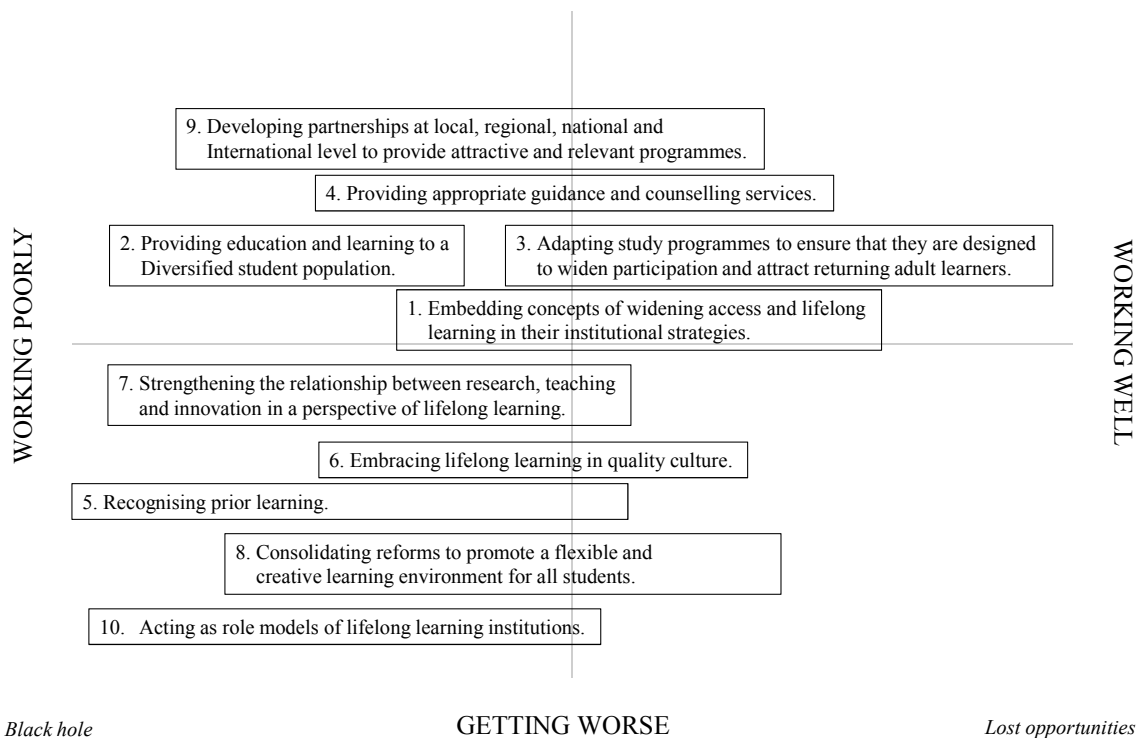 9. Developing partnerships at local, regional, national and
International level to provide attractive and relevant programmes.
4. Providing appropriate guidance and counselling services.
2. Providing education and learning to a
Diversified student population.
3. Adapting study programmes to ensure that they are designed
to widen participation and attract returning adult learners.
1. Embedding concepts of widening access and lifelong
learning in their institutional strategies.
WORKING POORLY
WORKING WELL
7. Strengthening the relationship between research, teaching
and innovation in a perspective of lifelong learning.
6. Embracing lifelong learning in quality culture.
5. Recognising prior learning.
8. Consolidating reforms to promote a flexible and
creative learning environment for all students.
10. Acting as role models of lifelong learning institutions.
Black hole
GETTING WORSE
Lost opportunities